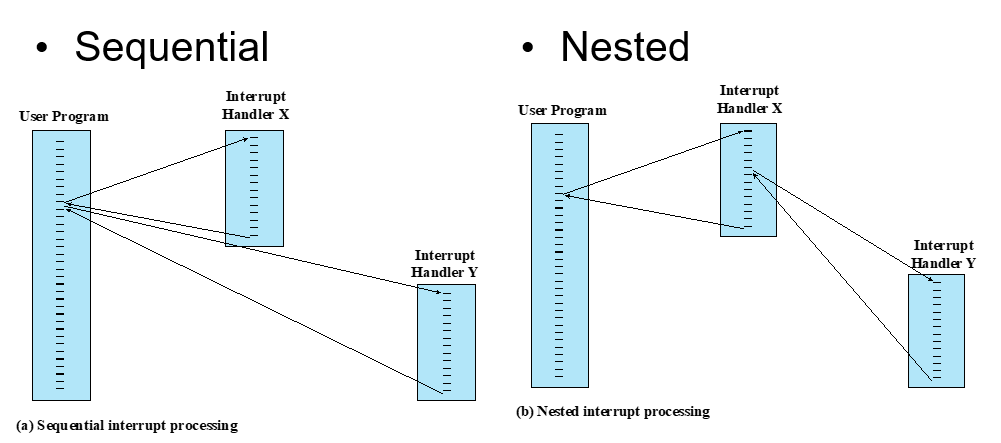 • Sequential
User Program
Interrupt
Handler X
Interrupt
Handler Y
(a) Sequential interrupt processing
• Nested
User Program
Interrupt
Handler X
Interrupt
Handler Y
(b) Nested interrupt processing